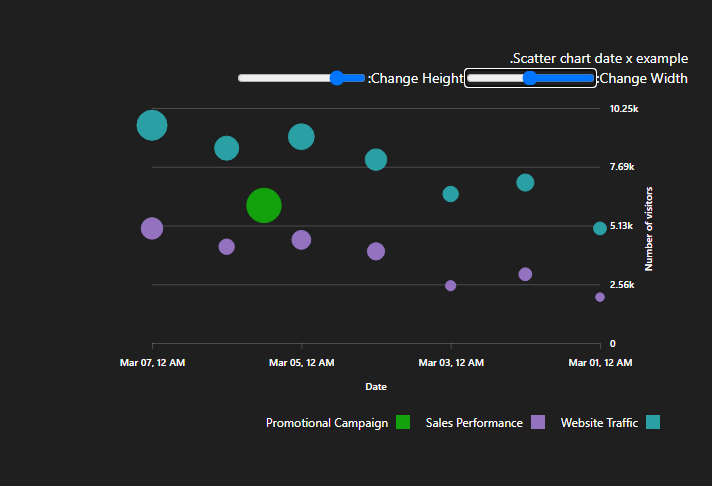 .Scatter chart date x example
:Change Height :Change Width
10.25k
7.69k
5.13k
2.56k
0
Number of visitors
Mar 07, 12 AM Mar 05, 12 AM Mar 03, 12 AM Mar 01, 12 AM
Date
Promotional Campaign Sales Performance Website Traffic